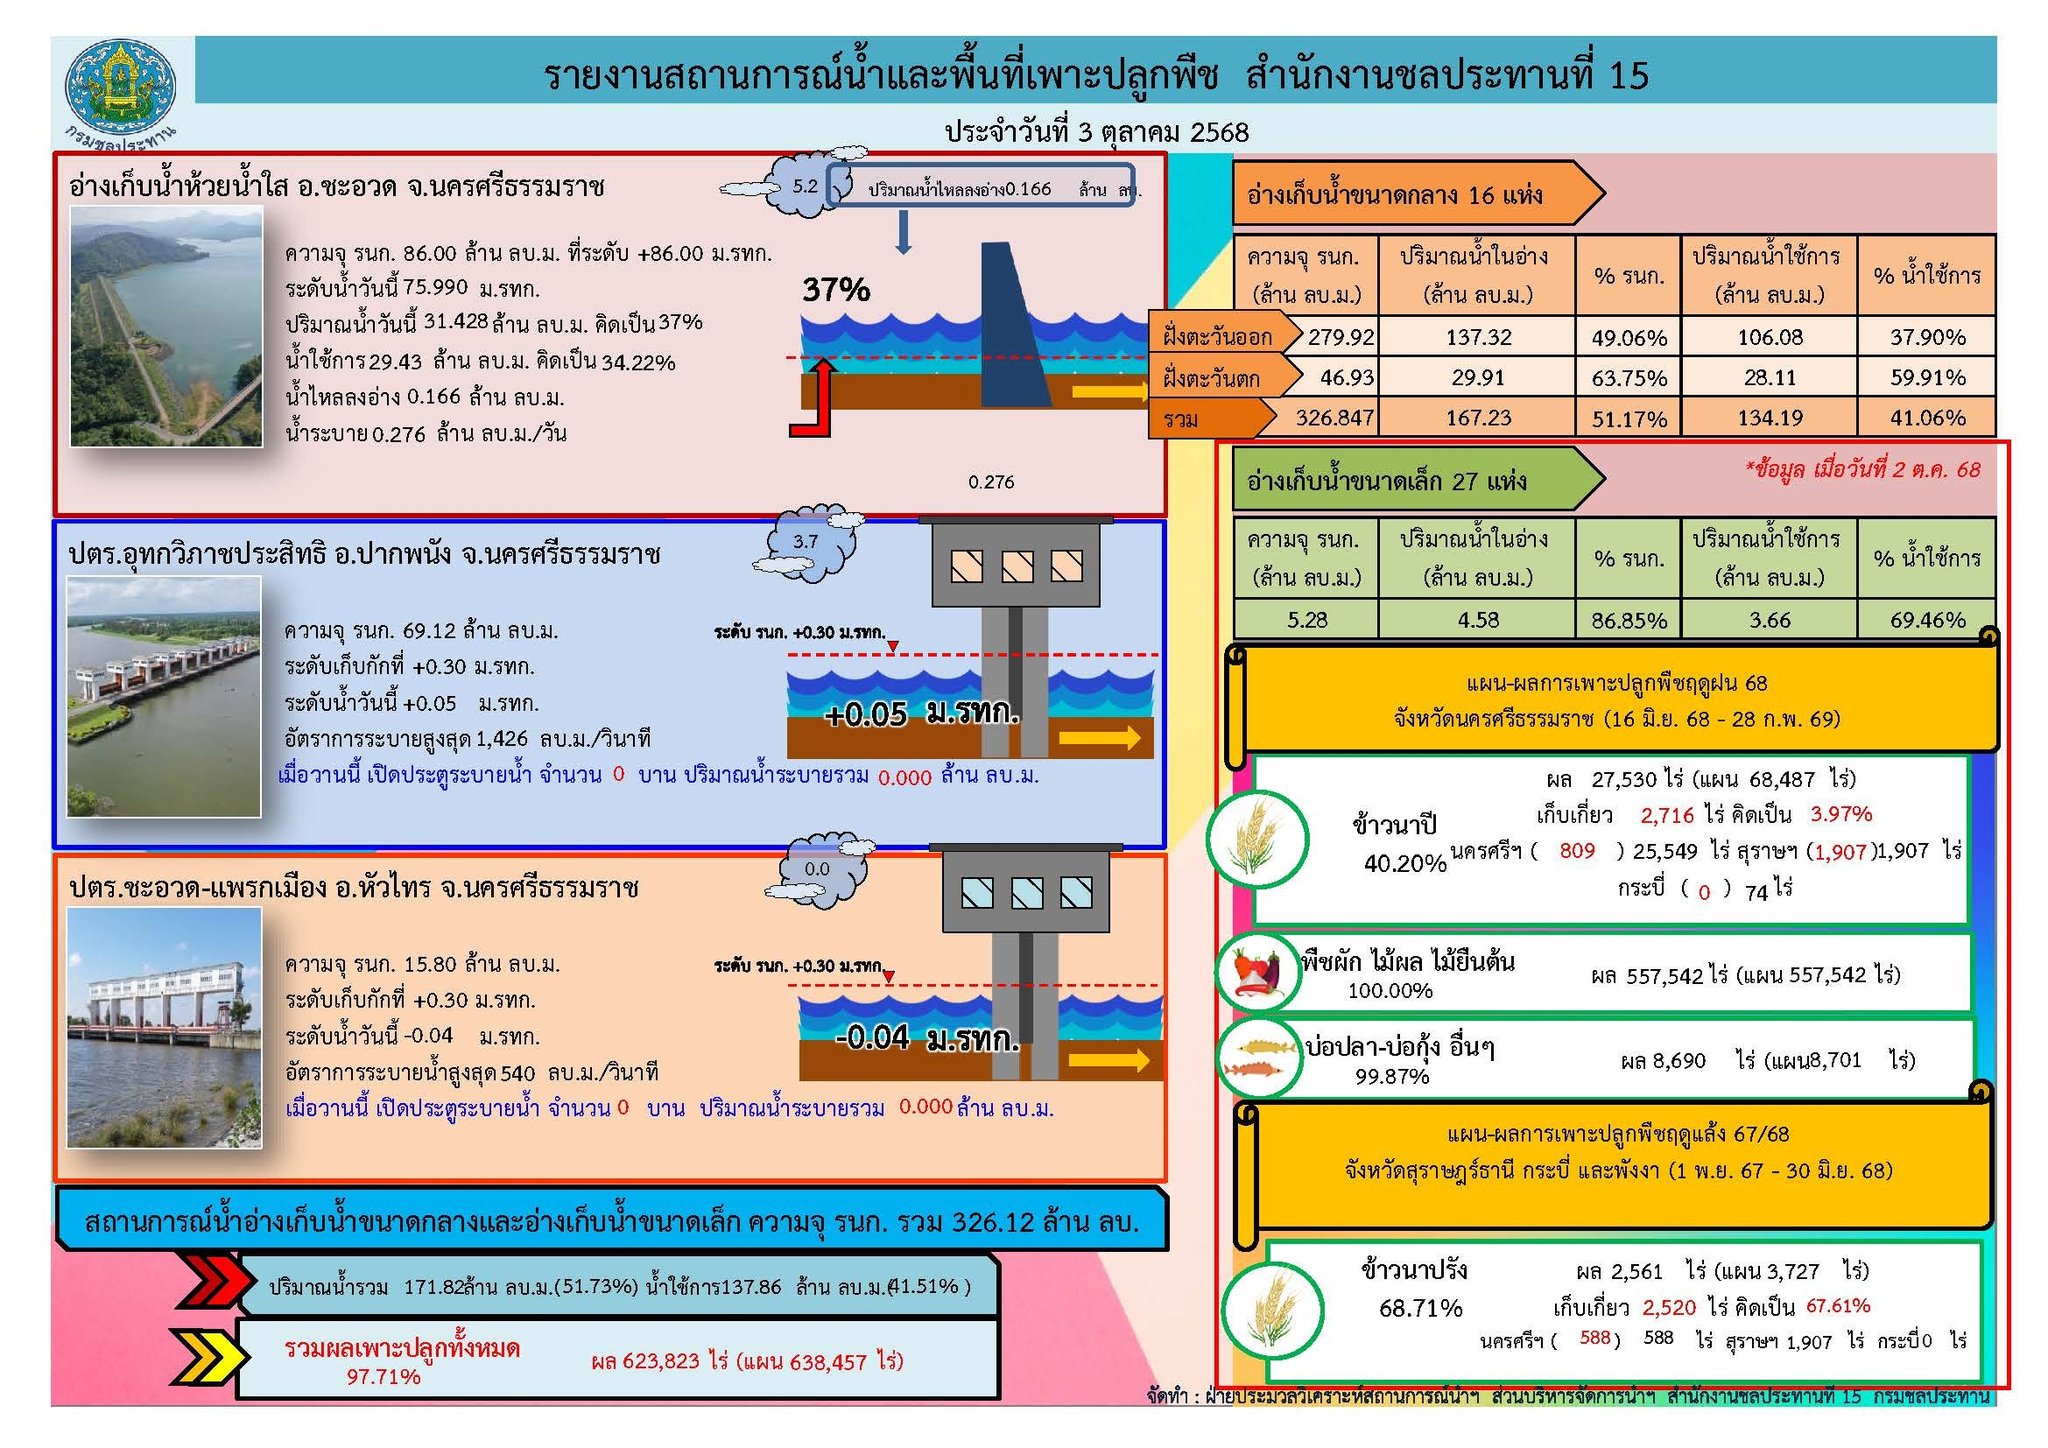 รายงานสถานการณ์น้ำและพื้นที่เพาะปลูกพืช สำนักงานชลประทานที่ 15
ประจำวันที่ 3 ตุลาคม 2568
กรมชลประทาน
อ่างเก็บน้ำห้วยน้ำใส อ.ชะอวด จ.นครศรีธรรมราช
5.2
ปริมาณน้ำไหลลงอ่าง0.166 ล้าน ลบ.
ความจุ รนก. 86.00 ล้าน ลบ.ม. ที่ระดับ +86.00 ม.รทก.
ระดับน้ำวันนี้ 75.990 ม.รทก.
ปริมาณน้ำวันนี้ 31.428 ล้าน ลบ.ม. คิดเป็น 37%
น้ำใช้การ 29.43 ล้าน ลบ.ม. คิดเป็น 34.22%
น้ำไหลลงอ่าง 0.166 ล้าน ลบ.ม.
น้ำระบาย 0.276 ล้าน ลบ.ม./วัน
37%
0.276
ปตร.อุทกวิภาชประสิทธิ อ.ปากพนัง จ.นครศรีธรรมราช
3.7
ความจุ รนก. 69.12 ล้าน ลบ.ม.
ระดับเก็บกักที่ +0.30 ม.รทก.
ระดับน้ำวันนี้ +0.05 ม.รทก.
อัตราการระบายสูงสุด 1,426 ลบ.ม./วินาที
เมื่อวานนี้ เปิดประตูระบายน้ำ จำนวน 0 บาน ปริมาณน้ำระบายรวม 0.000 ล้าน ลบ.ม.
ระดับ รนก. +0.30 ม.รทก.
+0.05 ม.รทก.
ปตร.ชะอวด-แพรกเมือง อ.หัวไทร จ.นครศรีธรรมราช
0.0
ความจุ รนก. 15.80 ล้าน ลบ.ม.
ระดับเก็บกักที่ +0.30 ม.รทก.
ระดับน้ำวันนี้ -0.04 ม.รทก.
อัตราการระบายน้ำสูงสุด 540 ลบ.ม./วินาที
เมื่อวานนี้ เปิดประตูระบายน้ำ จำนวน 0 บาน ปริมาณน้ำระบายรวม 0.000 ล้าน ลบ.ม.
ระดับ รนก. +0.30 ม.รทก.
-0.04 ม.รทก.
สถานการณ์น้ำอ่างเก็บน้ำขนาดกลางและอ่างเก็บน้ำขนาดเล็ก ความจุ รนก. รวม 326.12 ล้าน ลบ.
ปริมาณน้ำรวม 171.82ล้าน ลบ.ม.(51.73%) น้ำใช้การ137.86 ล้าน ลบ.ม.(41.51% )
รวมผลเพาะปลูกทั้งหมด
97.71%
ผล 623,823 ไร่ (แผน 638,457 ไร่)
อ่างเก็บน้ำขนาดกลาง 16 แห่ง
ความจุ รนก. (ล้าน ลบ.ม.) ปริมาณน้ำในอ่าง (ล้าน ลบ.ม.) % รนก. ปริมาณน้ำใช้การ (ล้าน ลบ.ม.) % น้ำใช้การ
ฝั่งตะวันออก 279.92 137.32 49.06% 106.08 37.90%
ฝั่งตะวันตก 46.93 29.91 63.75% 28.11 59.91%
รวม 326.847 167.23 51.17% 134.19 41.06%
อ่างเก็บน้ำขนาดเล็ก 27 แห่ง
*ข้อมูล เมื่อวันที่ 2 ต.ค. 68
ความจุ รนก. (ล้าน ลบ.ม.) ปริมาณน้ำในอ่าง (ล้าน ลบ.ม.) % รนก. ปริมาณน้ำใช้การ (ล้าน ลบ.ม.) % น้ำใช้การ
5.28 4.58 86.85% 3.66 69.46%
แผน-ผลการเพาะปลูกพืชฤดูฝน 68
จังหวัดนครศรีธรรมราช (16 มิ.ย. 68 - 28 ก.พ. 69)
ข้าวนาปี
40.20%
ผล 27,530 ไร่ (แผน 68,487 ไร่)
เก็บเกี่ยว 2,716 ไร่ คิดเป็น 3.97%
นครศรีฯ ( 809 ) 25,549 ไร่ สุราษฯ (1,907)1,907 ไร่
กระบี่ ( 0 ) 74 ไร่
พืชผัก ไม้ผล ไม้ยืนต้น
100.00%
ผล 557,542 ไร่ (แผน 557,542 ไร่)
บ่อปลา-บ่อกุ้ง อื่นๆ
99.87%
ผล 8,690 ไร่ (แผน8,701 ไร่)
แผน-ผลการเพาะปลูกพืชฤดูแล้ง 67/68
จังหวัดสุราษฎร์ธานี กระบี่ และพังงา (1 พ.ย. 67 - 30 มิ.ย. 68)
ข้าวนาปรัง
68.71%
ผล 2,561 ไร่ (แผน 3,727 ไร่)
เก็บเกี่ยว 2,520 ไร่ คิดเป็น 67.61%
นครศรีฯ ( 588) 588 ไร่ สุราษฯ 1,907 ไร่ กระบี่ 0 ไร่
จัดทำ : ฝ่ายประมวลวิเคราะห์สถานการณ์น้ำฯ ส่วนบริหารจัดการน้ำฯ สำนักงานชลประทานที่ 15 กรมชลประทาน